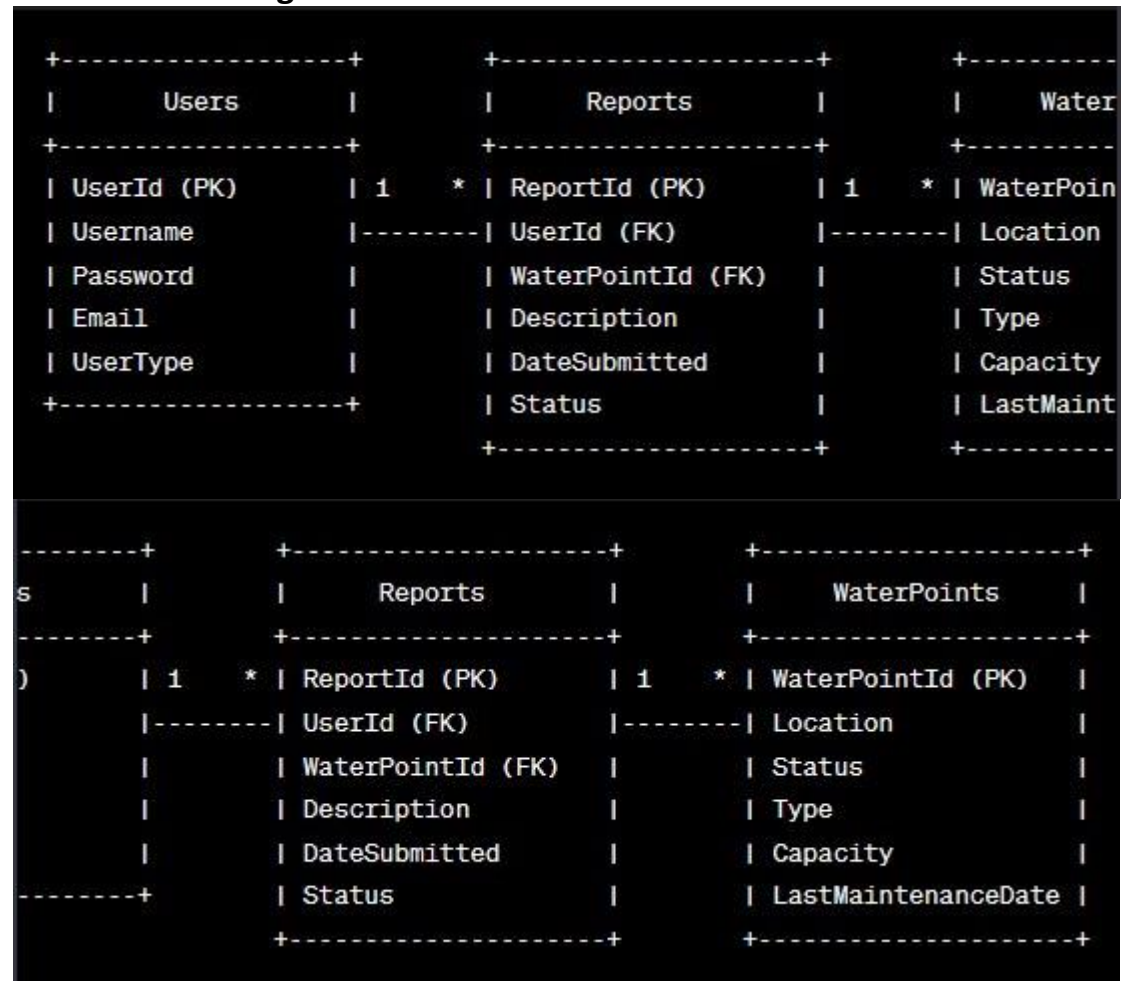 +-------------------+ +---------------------+ +----------
| Users | | Reports | | Water
+-------------------+ +---------------------+ +----------
| UserId (PK) | 1 * | ReportId (PK) | 1 * | WaterPoin
| Username |--------| UserId (FK) |--------| Location
| Password | | WaterPointId (FK) | | Status
| Email | | Description | | Type
| UserType | | DateSubmitted | | Capacity
+-------------------+ | Status | | LastMaint
+---------------------+ +----------
--------+ +---------------------+ +---------------------+
s | | Reports | | WaterPoints |
--------+ +---------------------+ +---------------------+
) | 1 * | ReportId (PK) | 1 * | WaterPointId (PK) |
|--------| UserId (FK) |--------| Location |
| | WaterPointId (FK) | | Status |
| | Description | | Type |
| | DateSubmitted | | Capacity |
--------+ | Status | | LastMaintenanceDate |
+---------------------+ +---------------------+